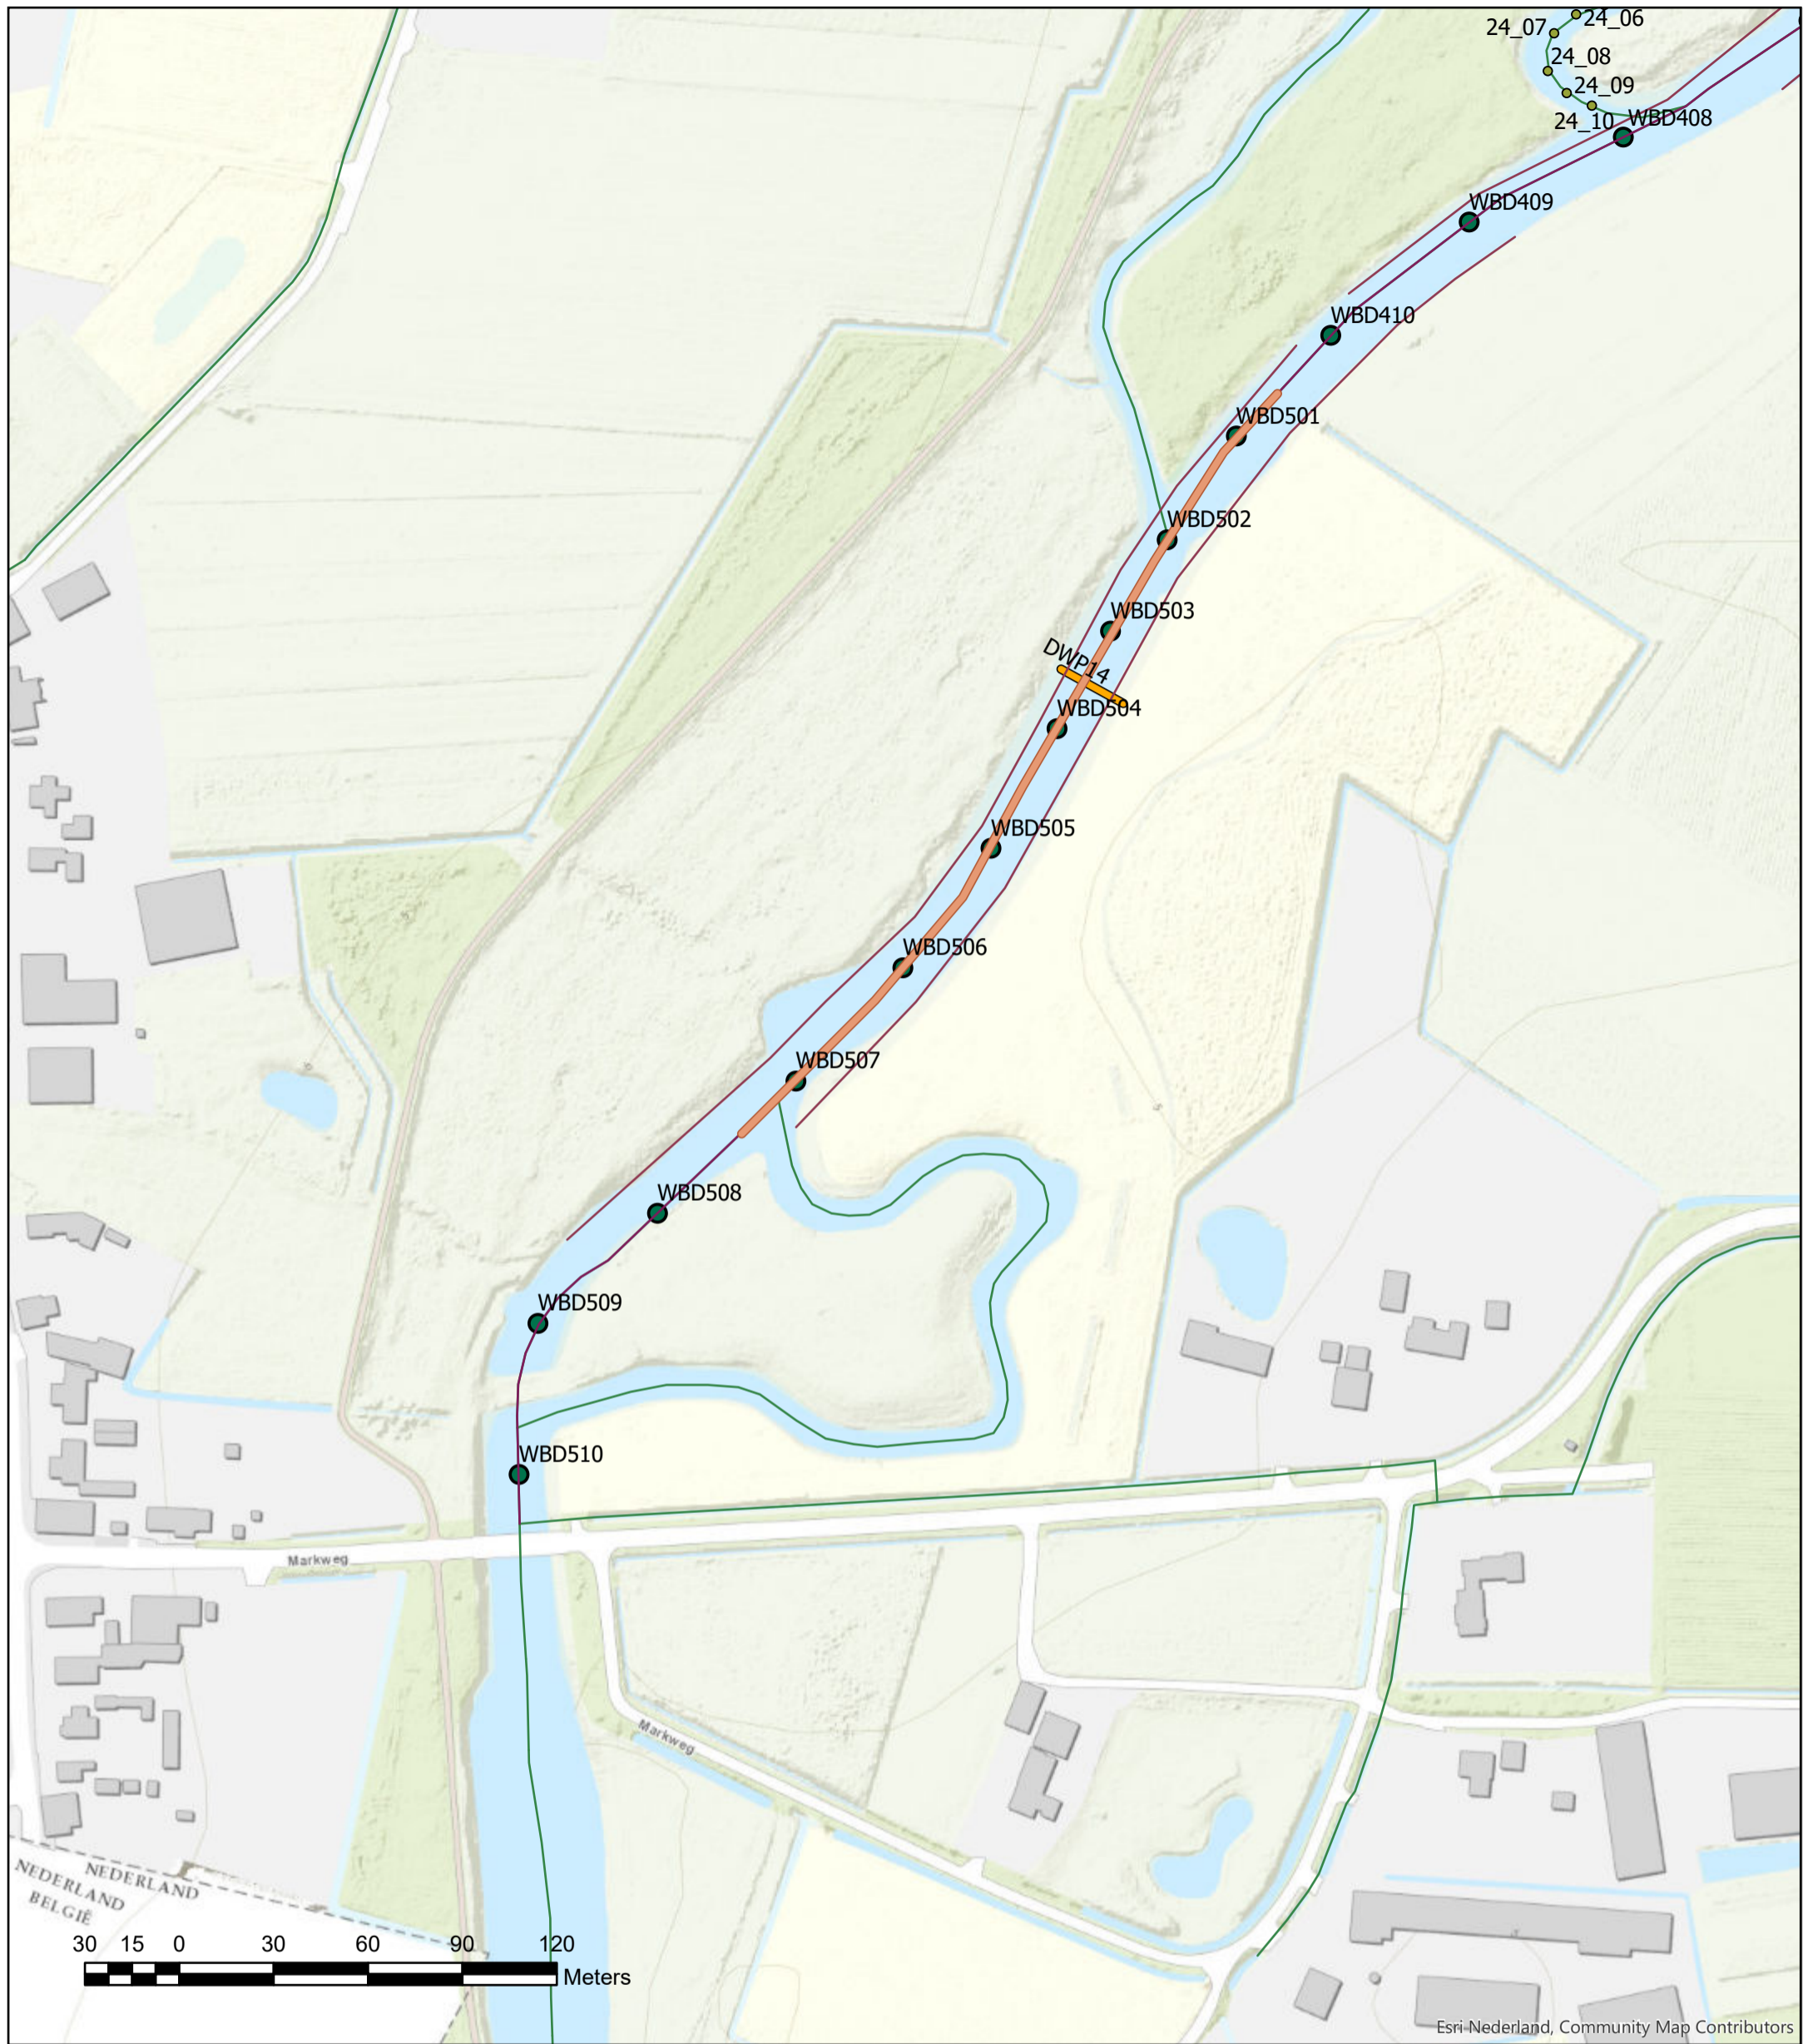 24_06
24_07
24_08
24_09
24_10
WBD408
WBD409
WBD410
WBD501
WBD502
WBD503
DWP14
WBD504
WBD505
WBD506
WBD507
WBD508
WBD509
WBD510
Markweg
Markweg
NEDERLAND
NEDERLAND
BELGIË
30 15 0 30 60 90 120
Meters
Esri Nederland, Community Map Contributors